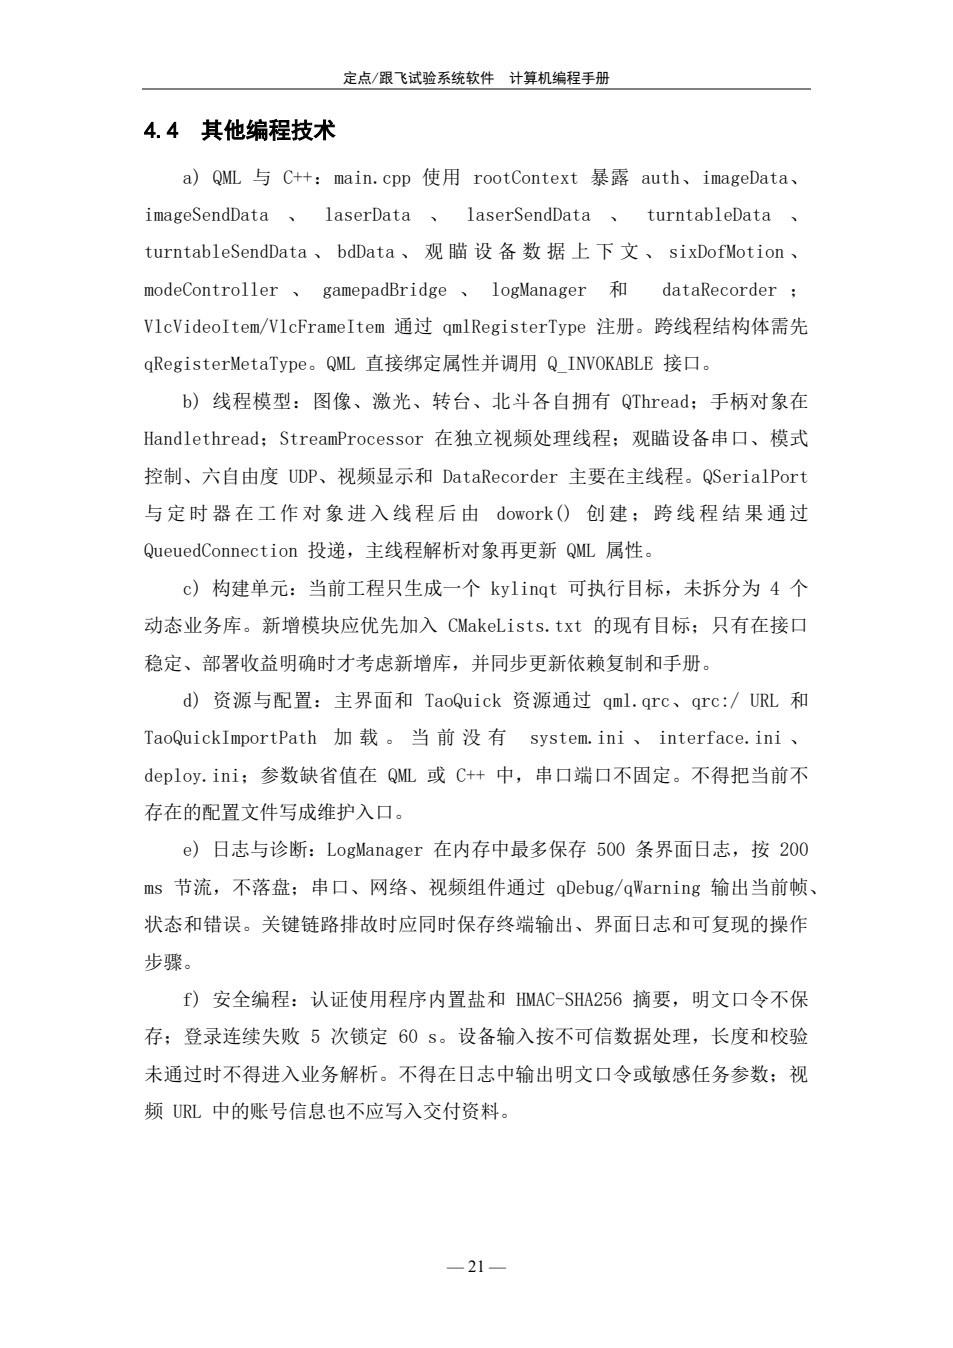 定点/跟飞试验系统软件　计算机编程手册
4.4　其他编程技术
a) QML 与 C++：main.cpp 使用 rootContext 暴露 auth、imageData、
imageSendData 、 laserData 、 laserSendData 、 turntableData 、
turntableSendData 、 bdData 、 观瞄设备数据上下文 、 sixDofMotion 、
modeController 、 gamepadBridge 、 logManager 和 dataRecorder ；
VlcVideoItem/VlcFrameItem 通过 qmlRegisterType 注册。跨线程结构体需先
qRegisterMetaType。QML 直接绑定属性并调用 Q_INVOKABLE 接口。
b) 线程模型：图像、激光、转台、北斗各自拥有 QThread；手柄对象在
Handlethread；StreamProcessor 在独立视频处理线程；观瞄设备串口、模式
控制、六自由度 UDP、视频显示和 DataRecorder 主要在主线程。QSerialPort
与定时器在工作对象进入线程后由 dowork() 创建；跨线程结果通过
QueuedConnection 投递，主线程解析对象再更新 QML 属性。
c) 构建单元：当前工程只生成一个 kylinqt 可执行目标，未拆分为 4 个
动态业务库。新增模块应优先加入 CMakeLists.txt 的现有目标；只有在接口
稳定、部署收益明确时才考虑新增库，并同步更新依赖复制和手册。
d) 资源与配置：主界面和 TaoQuick 资源通过 qml.qrc、qrc:/ URL 和
TaoQuickImportPath 加载。当前没有 system.ini 、 interface.ini 、
deploy.ini；参数缺省值在 QML 或 C++ 中，串口端口不固定。不得把当前不
存在的配置文件写成维护入口。
e) 日志与诊断：LogManager 在内存中最多保存 500 条界面日志，按 200
ms 节流，不落盘；串口、网络、视频组件通过 qDebug/qWarning 输出当前帧、
状态和错误。关键链路排故时应同时保存终端输出、界面日志和可复现的操作
步骤。
f) 安全编程：认证使用程序内置盐和 HMAC-SHA256 摘要，明文口令不保
存；登录连续失败 5 次锁定 60 s。设备输入按不可信数据处理，长度和校验
未通过时不得进入业务解析。不得在日志中输出明文口令或敏感任务参数；视
频 URL 中的账号信息也不应写入交付资料。
— 21 —